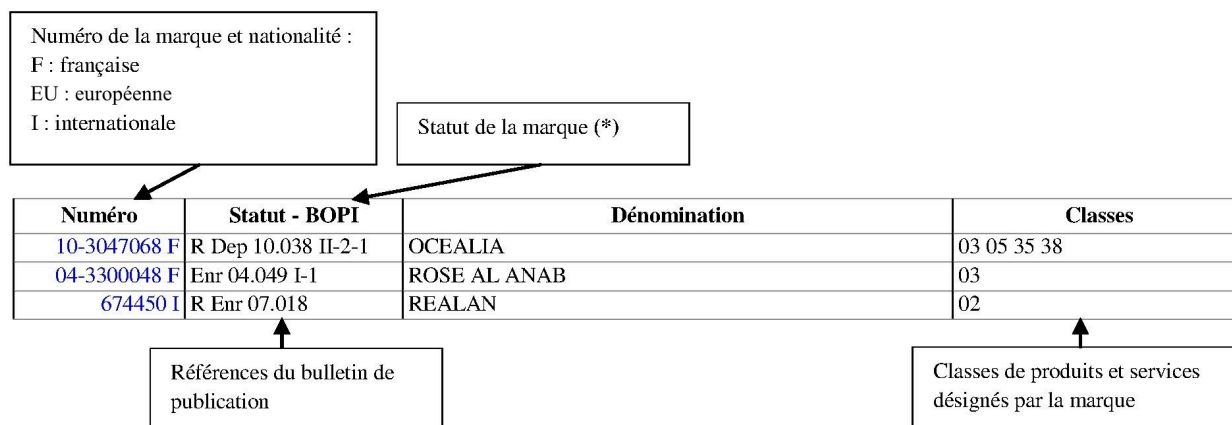 Numéro de la marque et nationalité :
F : française
EU : européenne
I : internationale
Statut de la marque (*)
Numéro Statut - BOPI Dénomination Classes
10-3047068 F R Dep 10.038 II-2-1 OCEALIA 03 05 35 38
04-3300048 F Enr 04.049 I-1 ROSE AL ANAB 03
674450 I R Enr 07.018 REALAN 02
Références du bulletin de
publication
Classes de produits et services
désignés par la marque